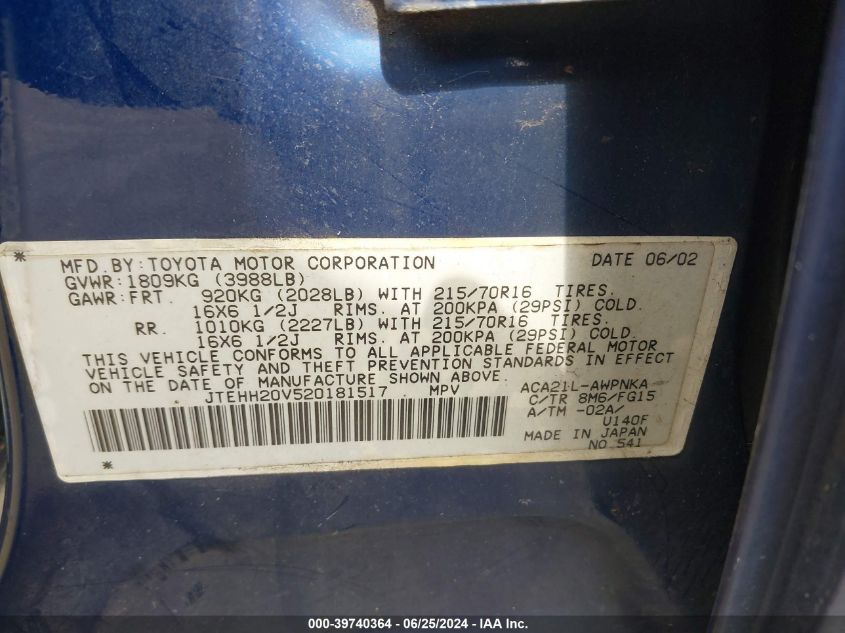 * MFD.BY:TOYOTA MOTOR CORPORATION DATE 06/02
GVWR:1809KG (3988LB)
GAWR:FRT. 920KG (2028LB) WITH 215/70R16 TIRES.
16X6 1/2J RIMS. AT 200KPA (29PSI) COLD.
RR. 1010KG (2227LB) WITH 215/70R16 TIRES.
16X6 1/2J RIMS. AT 200KPA (29PSI) COLD.
THIS VEHICLE CONFORMS TO ALL APPLICABLE FEDERAL MOTOR
VEHICLE SAFETY AND THEFT PREVENTION STANDARDS IN EFFECT
ON THE DATE OF MANUFACTURE SHOWN ABOVE.
JTEHH20V520181517 MPV ACA21L-AWPNKA
C/TR 8M6/FG15
A/TM -02A/
U140F
MADE IN JAPAN
* NO.541
000-39740364 - 06/25/2024 - IAA Inc.